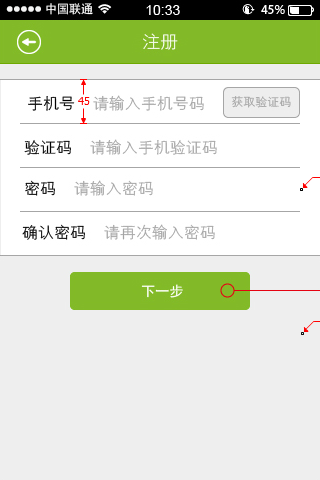 中国联通 10:33 45%
注册
手机号 45 请输入手机号码 获取验证码
验证码 请输入手机验证码
密码 请输入密码
确认密码 请再次输入密码
下一步